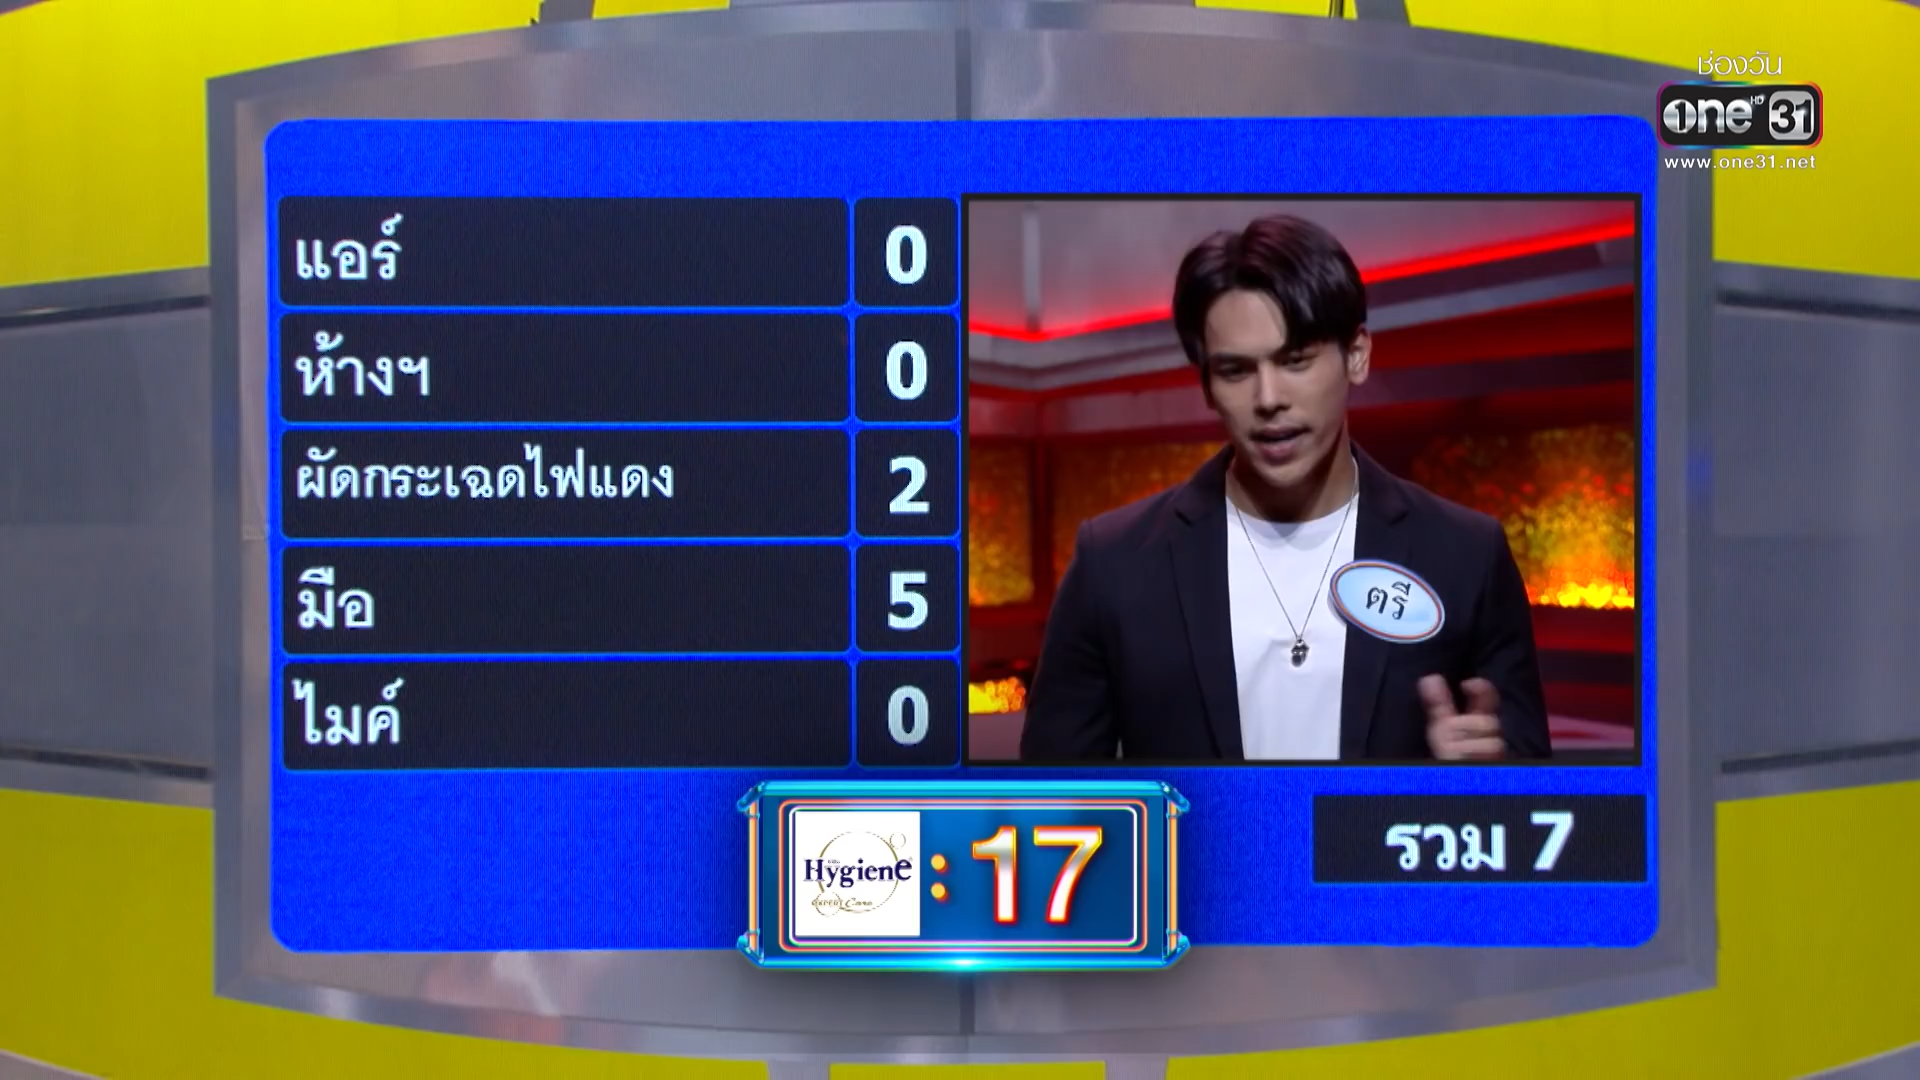 ช่องวัน
one HD 31
www.one31.net
แอร์ 0
ห้างฯ 0
ผัดกระเฉดไฟแดง 2
มือ 5
ไมค์ 0
ตรี
Hygiene
EXPERT Care
: 17
รวม 7